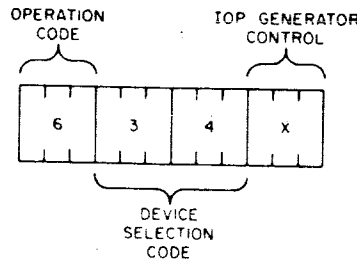 OPERATION
CODE
IOP GENERATOR
CONTROL
6 3 4 X
DEVICE
SELECTION
CODE